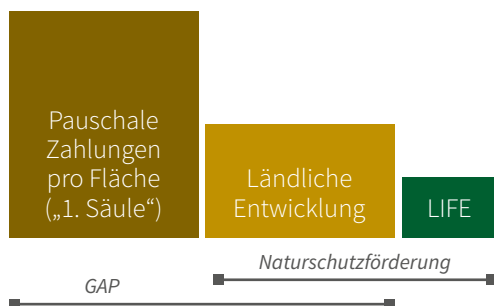 Pauschale
Zahlungen
pro Fläche
(„1. Säule“)
Ländliche
Entwicklung
LIFE
Naturschutzförderung
GAP